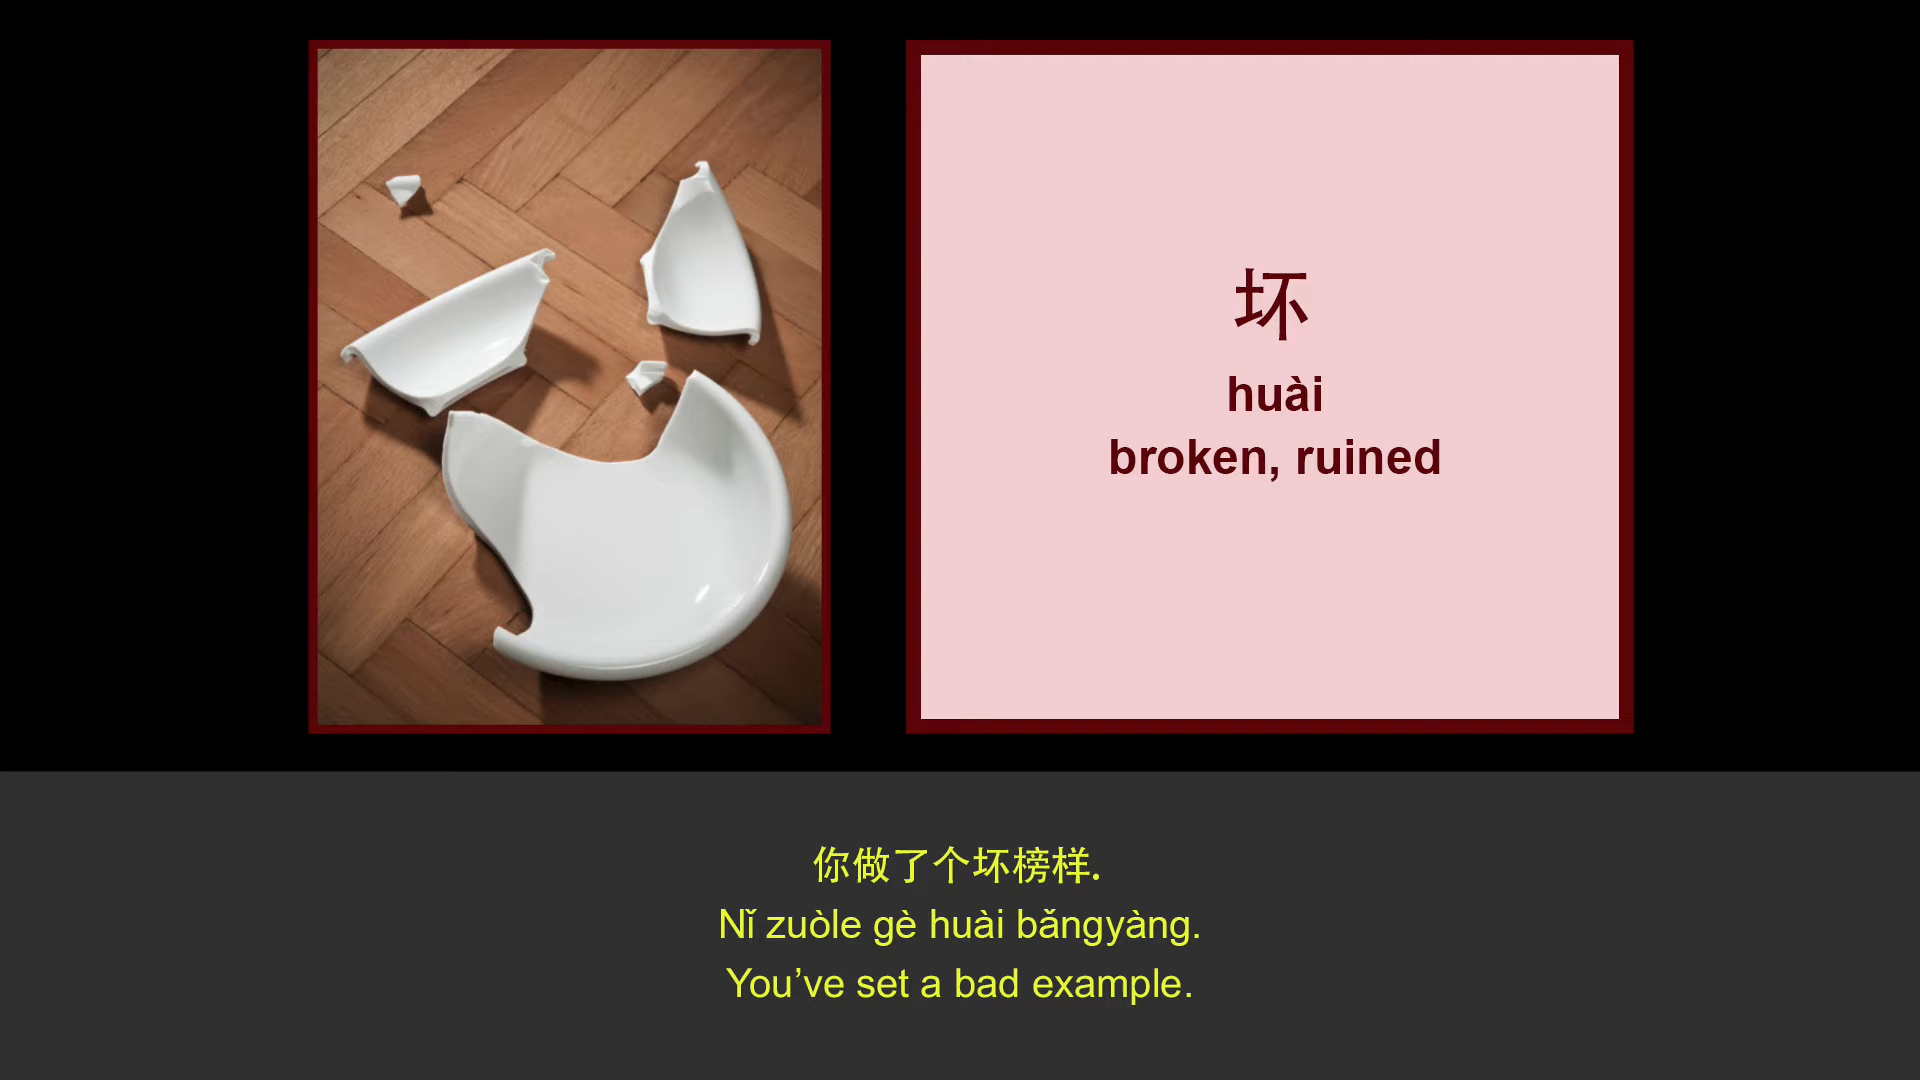 坏
huài
broken, ruined
你做了个坏榜样.
Nǐ zuòle gè huài bǎngyàng.
You’ve set a bad example.